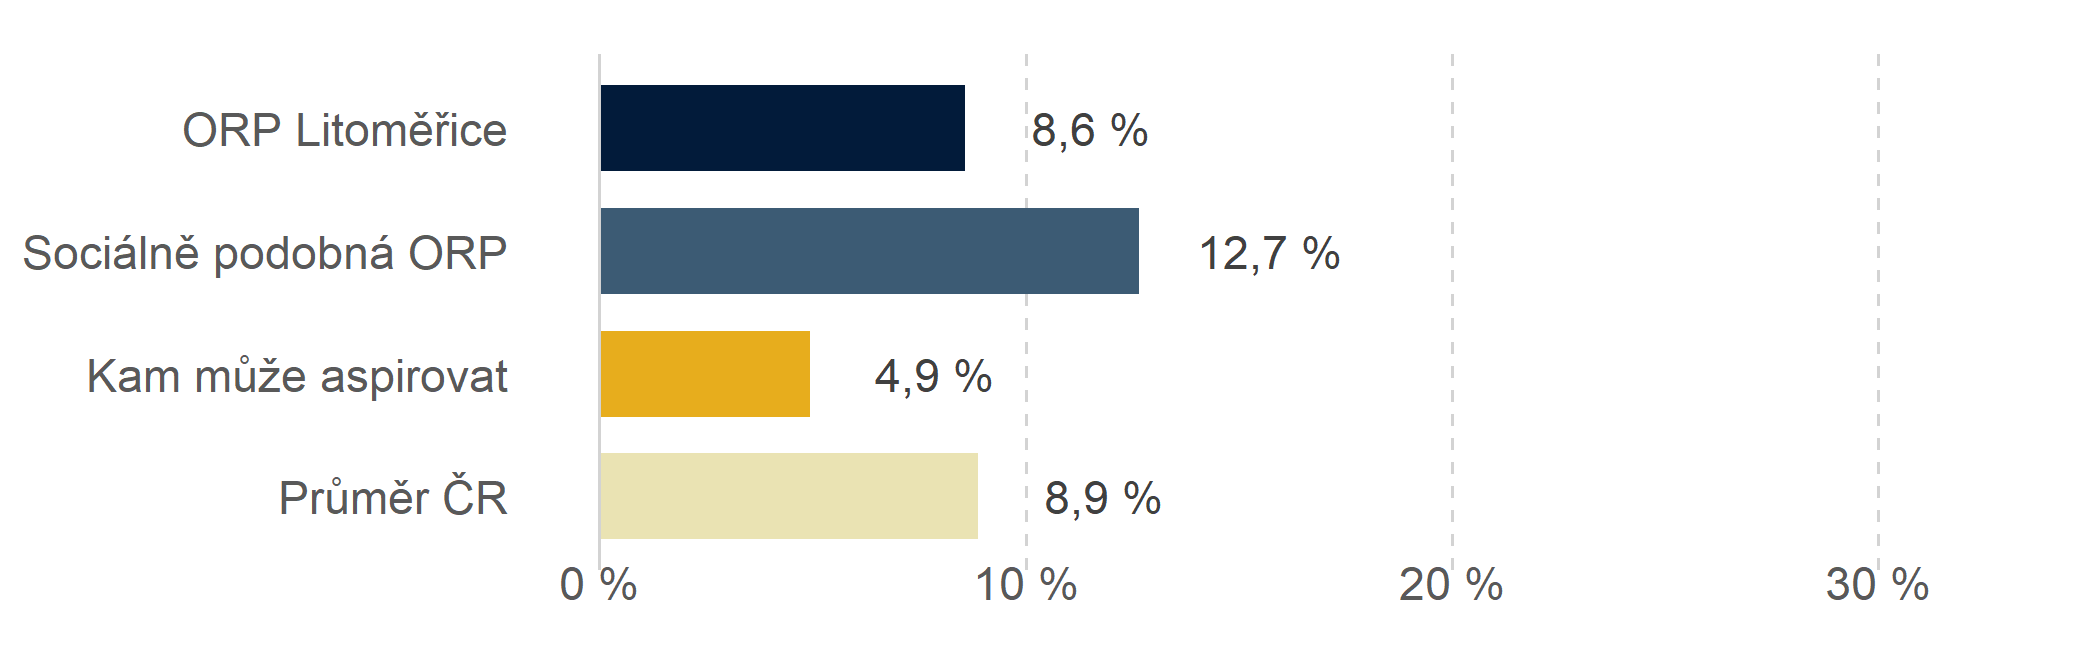 ORP Litoměřice 8,6 %
Sociálně podobná ORP 12,7 %
Kam může aspirovat 4,9 %
Průměr ČR 8,9 %
0 % 10 % 20 % 30 %